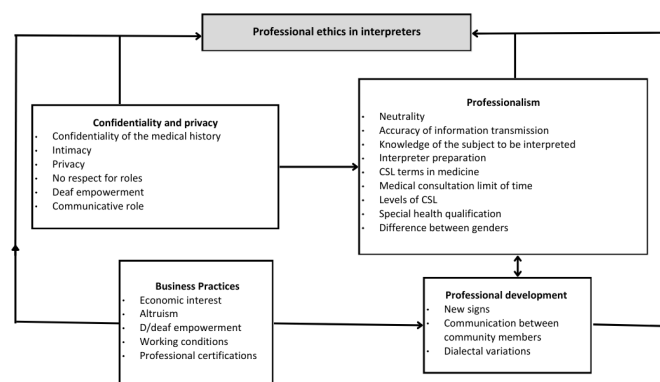 Professional ethics in interpreters
Confidentiality and privacy
· Confidentiality of the medical history
· Intimacy
· Privacy
· No respect for roles
· Deaf empowerment
· Communicative role
Professionalism
· Neutrality
· Accuracy of information transmission
· Knowledge of the subject to be interpreted
· Interpreter preparation
· CSL terms in medicine
· Medical consultation limit of time
· Levels of CSL
· Special health qualification
· Difference between genders
Business Practices
· Economic interest
· Altruism
· D/deaf empowerment
· Working conditions
· Professional certifications
Professional development
· New signs
· Communication between
community members
· Dialectal variations